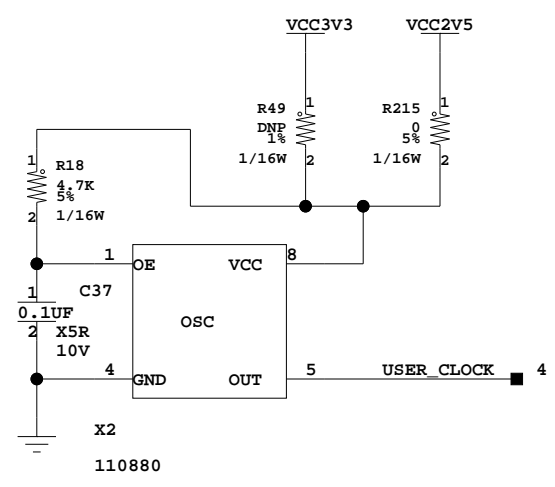 VCC3V3 VCC2V5
R49 1
DNP
1%
1/16W 2
R215 1
0
5%
1/16W 2
1 R18
4.7K
5%
2 1/16W
1 OE VCC 8
1 C37
0.1UF
2 X5R
10V
OSC
4 GND OUT 5 USER_CLOCK 4
X2
110880